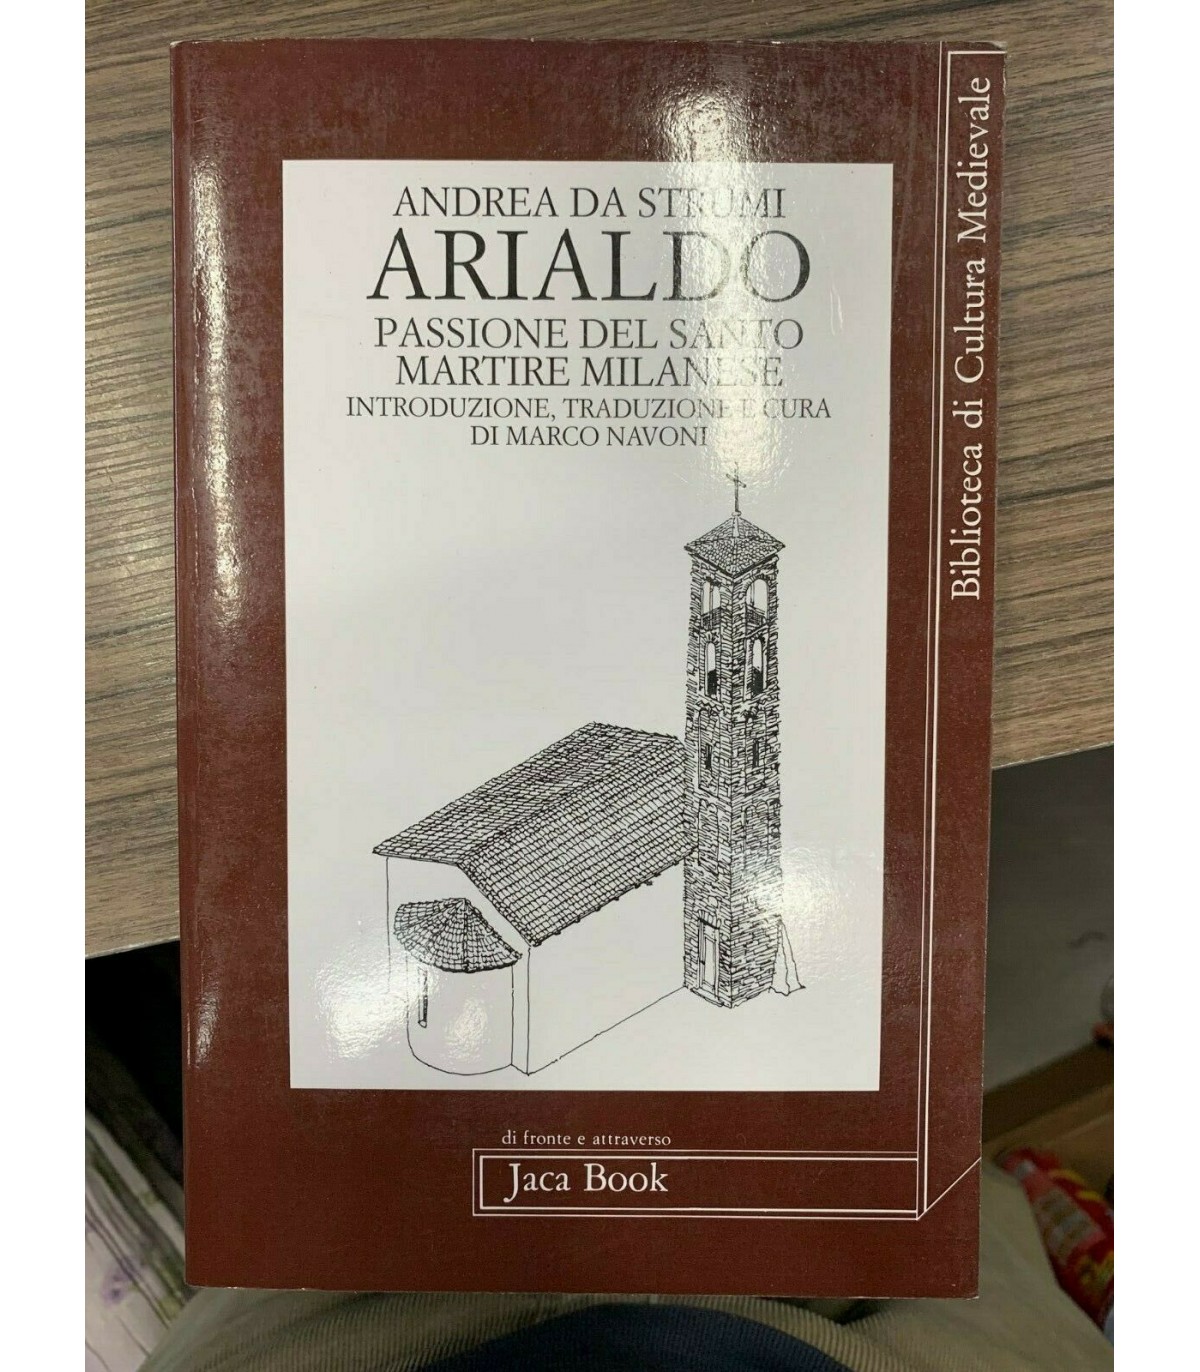 ANDREA DA STRUMI
ARIALDO
PASSIONE DEL SANTO
MARTIRE MILANESE
INTRODUZIONE, TRADUZIONE E CURA
DI MARCO NAVONI
Biblioteca di Cultura Medievale
di fronte e attraverso
Jaca Book